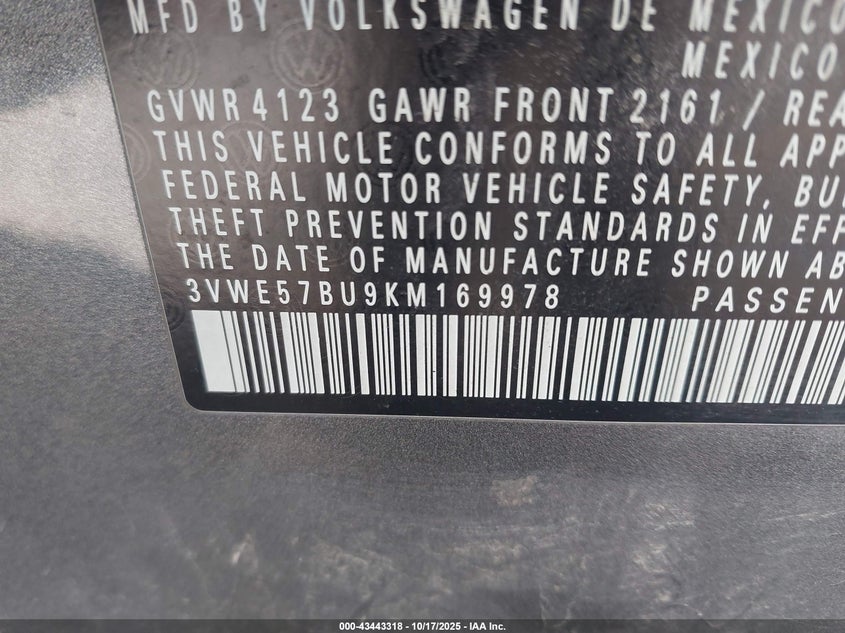 MFD BY VOLKSWAGEN DE MEXICO
MEXICO
GVWR 4123 GAWR FRONT 2161 / REA
THIS VEHICLE CONFORMS TO ALL APP
FEDERAL MOTOR VEHICLE SAFETY, BU
THEFT PREVENTION STANDARDS IN EFF
THE DATE OF MANUFACTURE SHOWN AB
3VWE57BU9KM169978 PASSEN
000-43443318 - 10/17/2025 - IAA Inc.